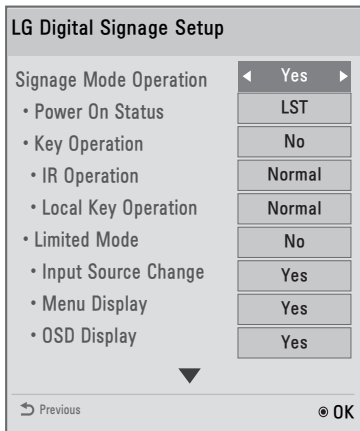 LG Digital Signage Setup
Signage Mode Operation ◀ Yes ▶
• Power On Status LST
• Key Operation No
• IR Operation Normal
• Local Key Operation Normal
• Limited Mode No
• Input Source Change Yes
• Menu Display Yes
• OSD Display Yes
Previous OK